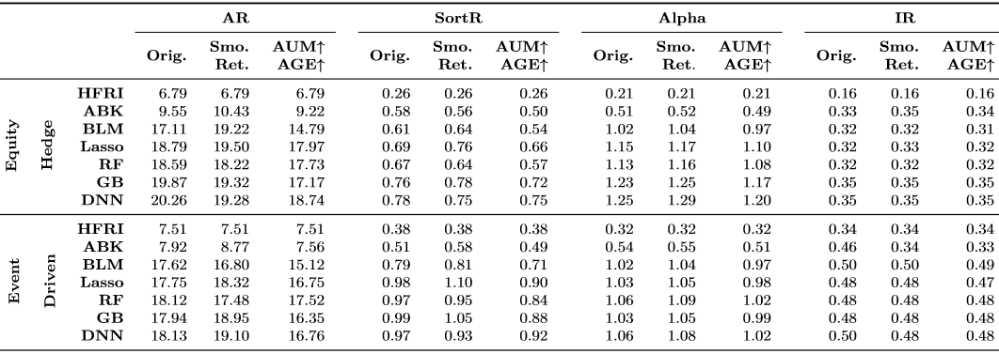 AR SortR Alpha IR
Orig. Smo. Ret. AUM↑ AGE↑ Orig. Smo. Ret. AUM↑ AGE↑ Orig. Smo. Ret. AUM↑ AGE↑ Orig. Smo. Ret. AUM↑ AGE↑
Equity Hedge
HFRI 6.79 6.79 6.79 0.26 0.26 0.26 0.21 0.21 0.21 0.16 0.16 0.16
ABK 9.55 10.43 9.22 0.58 0.56 0.50 0.51 0.52 0.49 0.33 0.35 0.34
BLM 17.11 19.22 14.79 0.61 0.64 0.54 1.02 1.04 0.97 0.32 0.32 0.31
Lasso 18.79 19.50 17.97 0.69 0.76 0.66 1.15 1.17 1.10 0.32 0.33 0.32
RF 18.59 18.22 17.73 0.67 0.64 0.57 1.13 1.16 1.08 0.32 0.32 0.32
GB 19.87 19.32 17.17 0.76 0.78 0.72 1.23 1.25 1.17 0.35 0.35 0.35
DNN 20.26 19.28 18.74 0.78 0.75 0.75 1.25 1.29 1.20 0.35 0.35 0.35
Event Driven
HFRI 7.51 7.51 7.51 0.38 0.38 0.38 0.32 0.32 0.32 0.34 0.34 0.34
ABK 7.92 8.77 7.56 0.51 0.58 0.49 0.54 0.55 0.51 0.46 0.34 0.33
BLM 17.62 16.80 15.12 0.79 0.81 0.71 1.02 1.04 0.97 0.50 0.50 0.49
Lasso 17.75 18.32 16.75 0.98 1.10 0.90 1.03 1.05 0.98 0.48 0.48 0.47
RF 18.12 17.48 17.52 0.97 0.95 0.84 1.06 1.09 1.02 0.48 0.48 0.48
GB 17.94 18.95 16.35 0.99 1.05 0.88 1.03 1.05 0.99 0.48 0.48 0.48
DNN 18.13 19.10 16.76 0.97 0.93 0.92 1.06 1.08 1.02 0.50 0.48 0.48